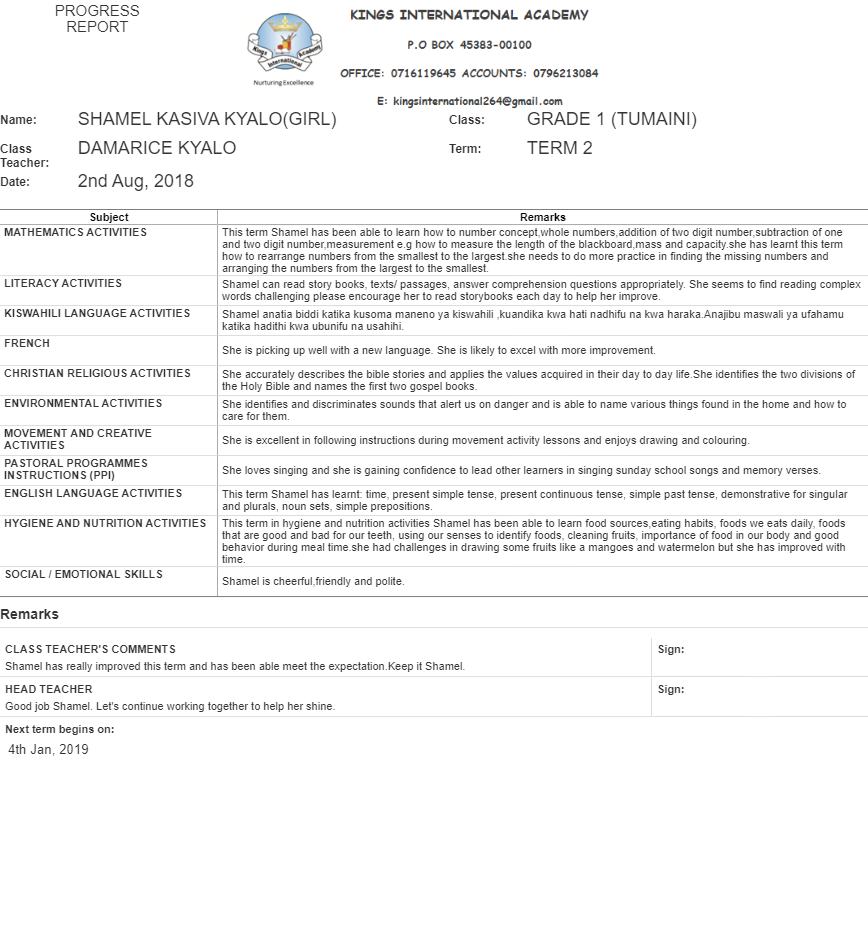 PROGRESS
REPORT
Kings International Academy
Nurturing Excellence
KINGS INTERNATIONAL ACADEMY
P.O BOX 45383-00100
OFFICE: 0716119645 ACCOUNTS: 0796213084
E: kingsinternational264@gmail.com
Name: SHAMEL KASIVA KYALO(GIRL) Class: GRADE 1 (TUMAINI)
Class Teacher: DAMARICE KYALO Term: TERM 2
Date: 2nd Aug, 2018
Subject Remarks
MATHEMATICS ACTIVITIES This term Shamel has been able to learn how to number concept,whole numbers,addition of two digit number,subtraction of one
and two digit number,measurement e.g how to measure the length of the blackboard,mass and capacity.she has learnt this term
how to rearrange numbers from the smallest to the largest.she needs to do more practice in finding the missing numbers and
arranging the numbers from the largest to the smallest.
LITERACY ACTIVITIES Shamel can read story books, texts/ passages, answer comprehension questions appropriately. She seems to find reading complex
words challenging please encourage her to read storybooks each day to help her improve.
KISWAHILI LANGUAGE ACTIVITIES Shamel anatia biddi katika kusoma maneno ya kiswahili ,kuandika kwa hati nadhifu na kwa haraka.Anajibu maswali ya ufahamu
katika hadithi kwa ubunifu na usahihi.
FRENCH She is picking up well with a new language. She is likely to excel with more improvement.
CHRISTIAN RELIGIOUS ACTIVITIES She accurately describes the bible stories and applies the values acquired in their day to day life.She identifies the two divisions of
the Holy Bible and names the first two gospel books.
ENVIRONMENTAL ACTIVITIES She identifies and discriminates sounds that alert us on danger and is able to name various things found in the home and how to
care for them.
MOVEMENT AND CREATIVE
ACTIVITIES She is excellent in following instructions during movement activity lessons and enjoys drawing and colouring.
PASTORAL PROGRAMMES
INSTRUCTIONS (PPI) She loves singing and she is gaining confidence to lead other learners in singing sunday school songs and memory verses.
ENGLISH LANGUAGE ACTIVITIES This term Shamel has learnt: time, present simple tense, present continuous tense, simple past tense, demonstrative for singular
and plurals, noun sets, simple prepositions.
HYGIENE AND NUTRITION ACTIVITIES This term in hygiene and nutrition activities Shamel has been able to learn food sources,eating habits, foods we eats daily, foods
that are good and bad for our teeth, using our senses to identify foods, cleaning fruits, importance of food in our body and good
behavior during meal time.she had challenges in drawing some fruits like a mangoes and watermelon but she has improved with
time.
SOCIAL / EMOTIONAL SKILLS Shamel is cheerful,friendly and polite.
Remarks
CLASS TEACHER'S COMMENTS Sign:
Shamel has really improved this term and has been able meet the expectation.Keep it Shamel.
HEAD TEACHER Sign:
Good job Shamel. Let's continue working together to help her shine.
Next term begins on:
4th Jan, 2019